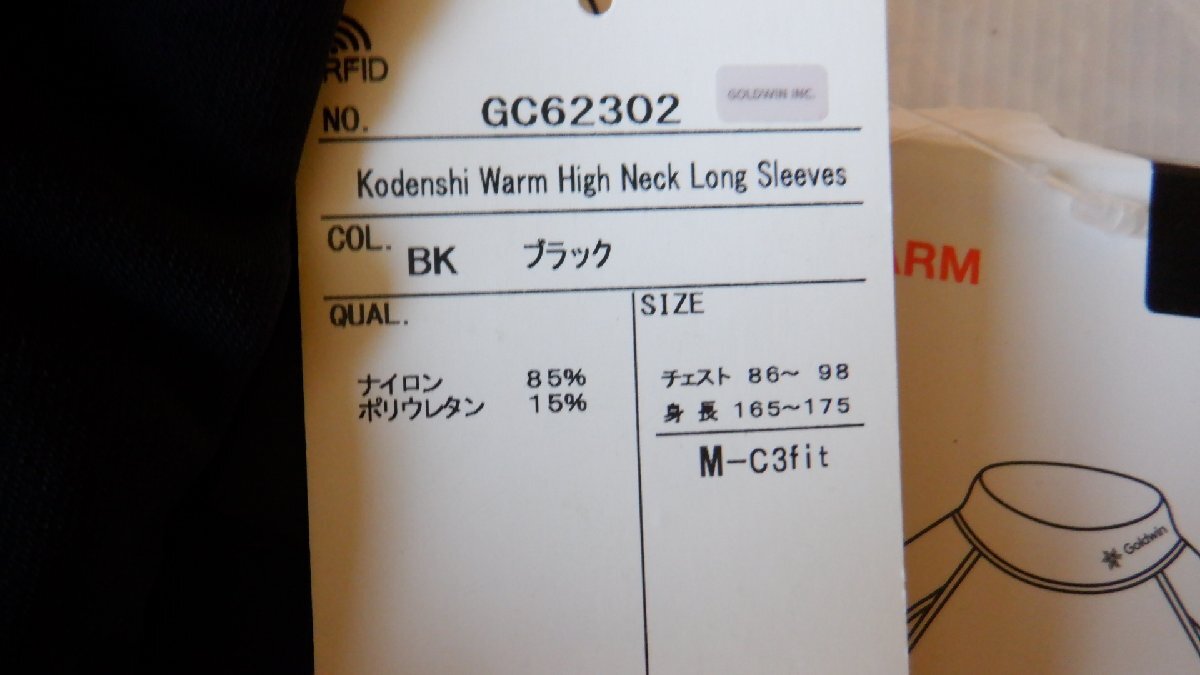 RFID
NO. GC62302 GOLDWIN INC.
Kodenshi Warm High Neck Long Sleeves
COL. BK ブラック
QUAL.
ナイロン 85%
ポリウレタン 15%
SIZE
チェスト 86〜 98
身 長 165〜175
M-C3fit
ARM
Goldwin